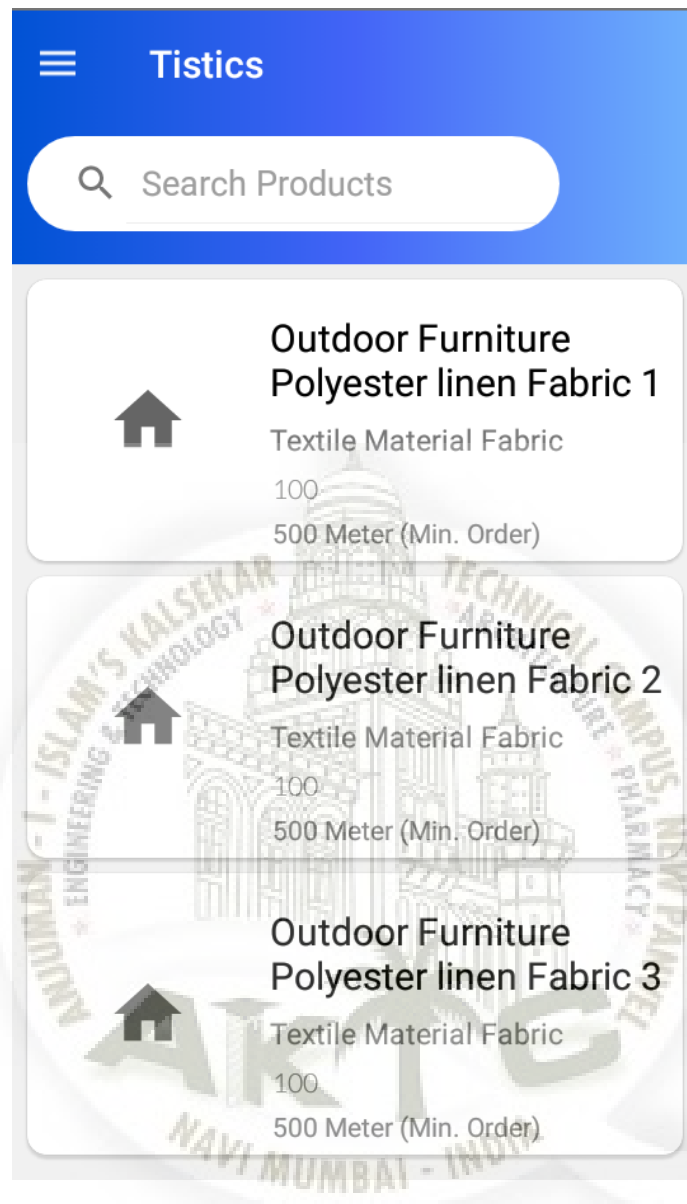 Tistics
Search Products
Outdoor Furniture
Polyester linen Fabric 1
Textile Material Fabric
100
500 Meter (Min. Order)
Outdoor Furniture
Polyester linen Fabric 2
Textile Material Fabric
100
500 Meter (Min. Order)
Outdoor Furniture
Polyester linen Fabric 3
Textile Material Fabric
100
500 Meter (Min. Order)
ANJUMAN - I - ISLAM'S KALSEKAR TECHNICAL CAMPUS, NEW PANVEL
ENGINEERING & TECHNOLOGY * ARCHITECTURE * PHARMACY
AKTC
NAVI MUMBAI - INDIA